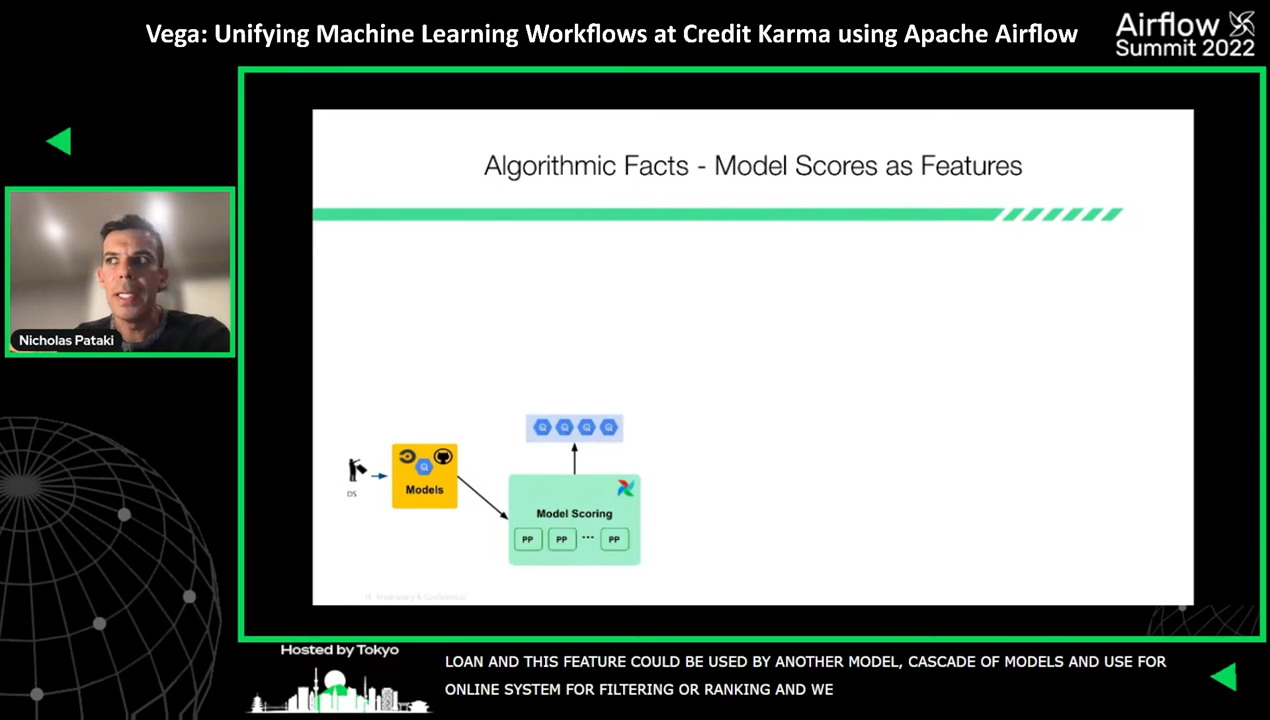 Vega: Unifying Machine Learning Workflows at Credit Karma using Apache Airflow
Airflow
Summit 2022
Algorithmic Facts - Model Scores as Features
Nicholas Pataki
DS
Models
Model Scoring
PP PP ... PP
Proprietary & Confidential
Hosted by Tokyo
LOAN AND THIS FEATURE COULD BE USED BY ANOTHER MODEL, CASCADE OF MODELS AND USE FOR
ONLINE SYSTEM FOR FILTERING OR RANKING AND WE